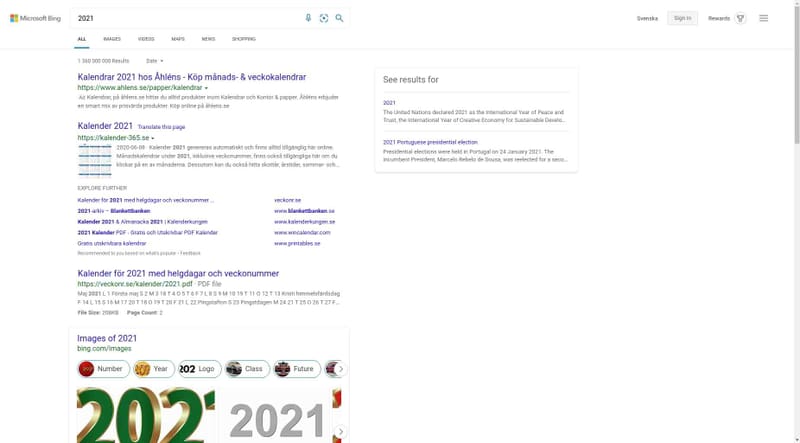 Microsoft Bing
2021
Svenska
Sign in
Rewards
ALL
IMAGES
VIDEOS
MAPS
NEWS
SHOPPING
1 360 000 000 Results
Date
Kalendrar 2021 hos Åhléns - Köp månads- & veckokalendrar
https://www.ahlens.se/papper/kalendrar
Kalendrar, på åhlens.se hittar du alltid produkter inom Kalendrar och Kontor & papper. Åhléns erbjuder
en smart mix av prisvärda produkter. Köp online på åhlens.se
Kalender 2021 Translate this page
https://kalender-365.se
2020-06-08 · Kalender 2021 genereras automatiskt och finns alltid tillgänglig här online.
Månadskalendrar under 2021, inklusive veckonummer, finns också tillgängliga här om du
klickar på en av månaderna. Dessutom kan du också hitta skottår, årstider, sommar- och...
EXPLORE FURTHER
Kalender för 2021 med helgdagar och veckonummer ...
veckonr.se
2021-arkiv – Blankettbanken
www.blankettbanken.se
Kalender 2021 & Almanacka 2021 | Kalenderkungen
www.kalenderkungen.se
2021 Kalender PDF - Gratis och Utskrivbar PDF Kalender
www.wincalendar.com
Gratis utskrivbara kalendrar
www.printables.se
Recommended to you based on what's popular • Feedback
Kalender för 2021 med helgdagar och veckonummer
https://veckonr.se/kalender/2021.pdf · PDF file
Maj 2021 L 1 Första maj S 2 M 3 18 T 4 O 5 T 6 F 7 L 8 S 9 M 10 19 T 11 O 12 T 13 Kristi himmelsfärdsdag
F 14 L 15 S 16 M 17 20 T 18 O 19 T 20 F 21 L 22 Pingstafton S 23 Pingstdagen M 24 21 T 25 O 26 T 27 F...
File Size: 208KB
Page Count: 2
Images of 2021
bing.com/images
Number
Year
Logo
Class
Future
2021
2021
See results for
2021
The United Nations declared 2021 as the International Year of Peace and
Trust, the International Year of Creative Economy for Sustainable Develo...
2021 Portuguese presidential election
Presidential elections were held in Portugal on 24 January 2021. The
incumbent President, Marcelo Rebelo de Sousa, was reelected for a seco...